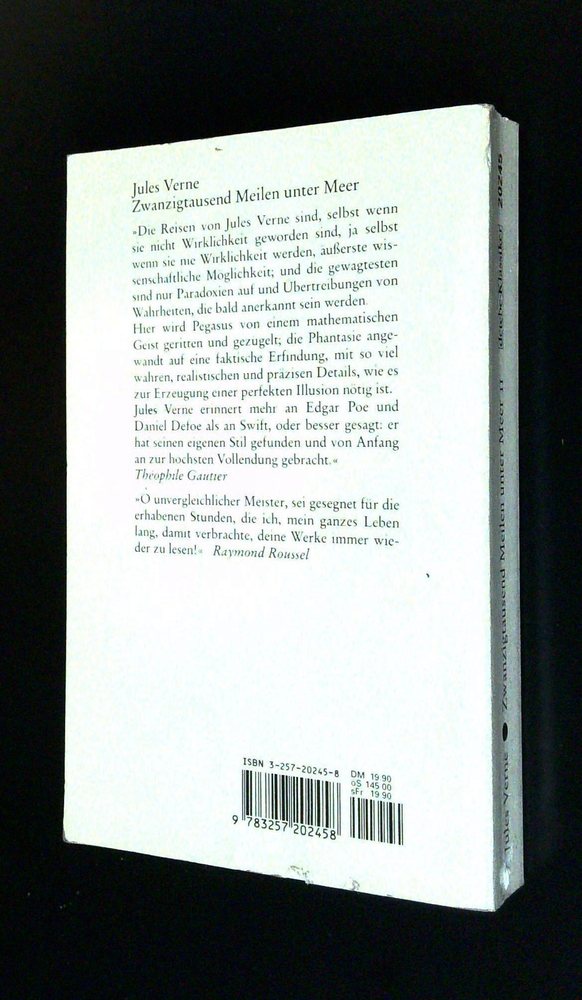 Jules Verne
Zwanzigtausend Meilen unter Meer
»Die Reisen von Jules Verne sind, selbst wenn
sie nicht Wirklichkeit geworden sind, ja selbst
wenn sie nie Wirklichkeit werden, äußerste wis-
senschaftliche Möglichkeit; und die gewagtesten
sind nur Paradoxien auf und Übertreibungen von
Wahrheiten, die bald anerkannt sein werden.
Hier wird Pegasus von einem mathematischen
Geist geritten und gezügelt; die Phantasie ange-
wandt auf eine faktische Erfindung, mit so viel
wahren, realistischen und präzisen Details, wie es
zur Erzeugung einer perfekten Illusion nötig ist.
Jules Verne erinnert mehr an Edgar Poe und
Daniel Defoe als an Swift, oder besser gesagt: er
hat seinen eigenen Stil gefunden und von Anfang
an zur höchsten Vollendung gebracht.«
Théophile Gautier
»O unvergleichlicher Meister, sei gesegnet für die
erhabenen Stunden, die ich, mein ganzes Leben
lang, damit verbrachte, deine Werke immer wie-
der zu lesen!« Raymond Roussel
ISBN 3-257-20245-8
DM 19 90
öS 145 00
sFr 19 90
9 783257 202458
Jules Verne ● Zwanzigtausend Meilen unter Meer II detebe Klassiker 20245